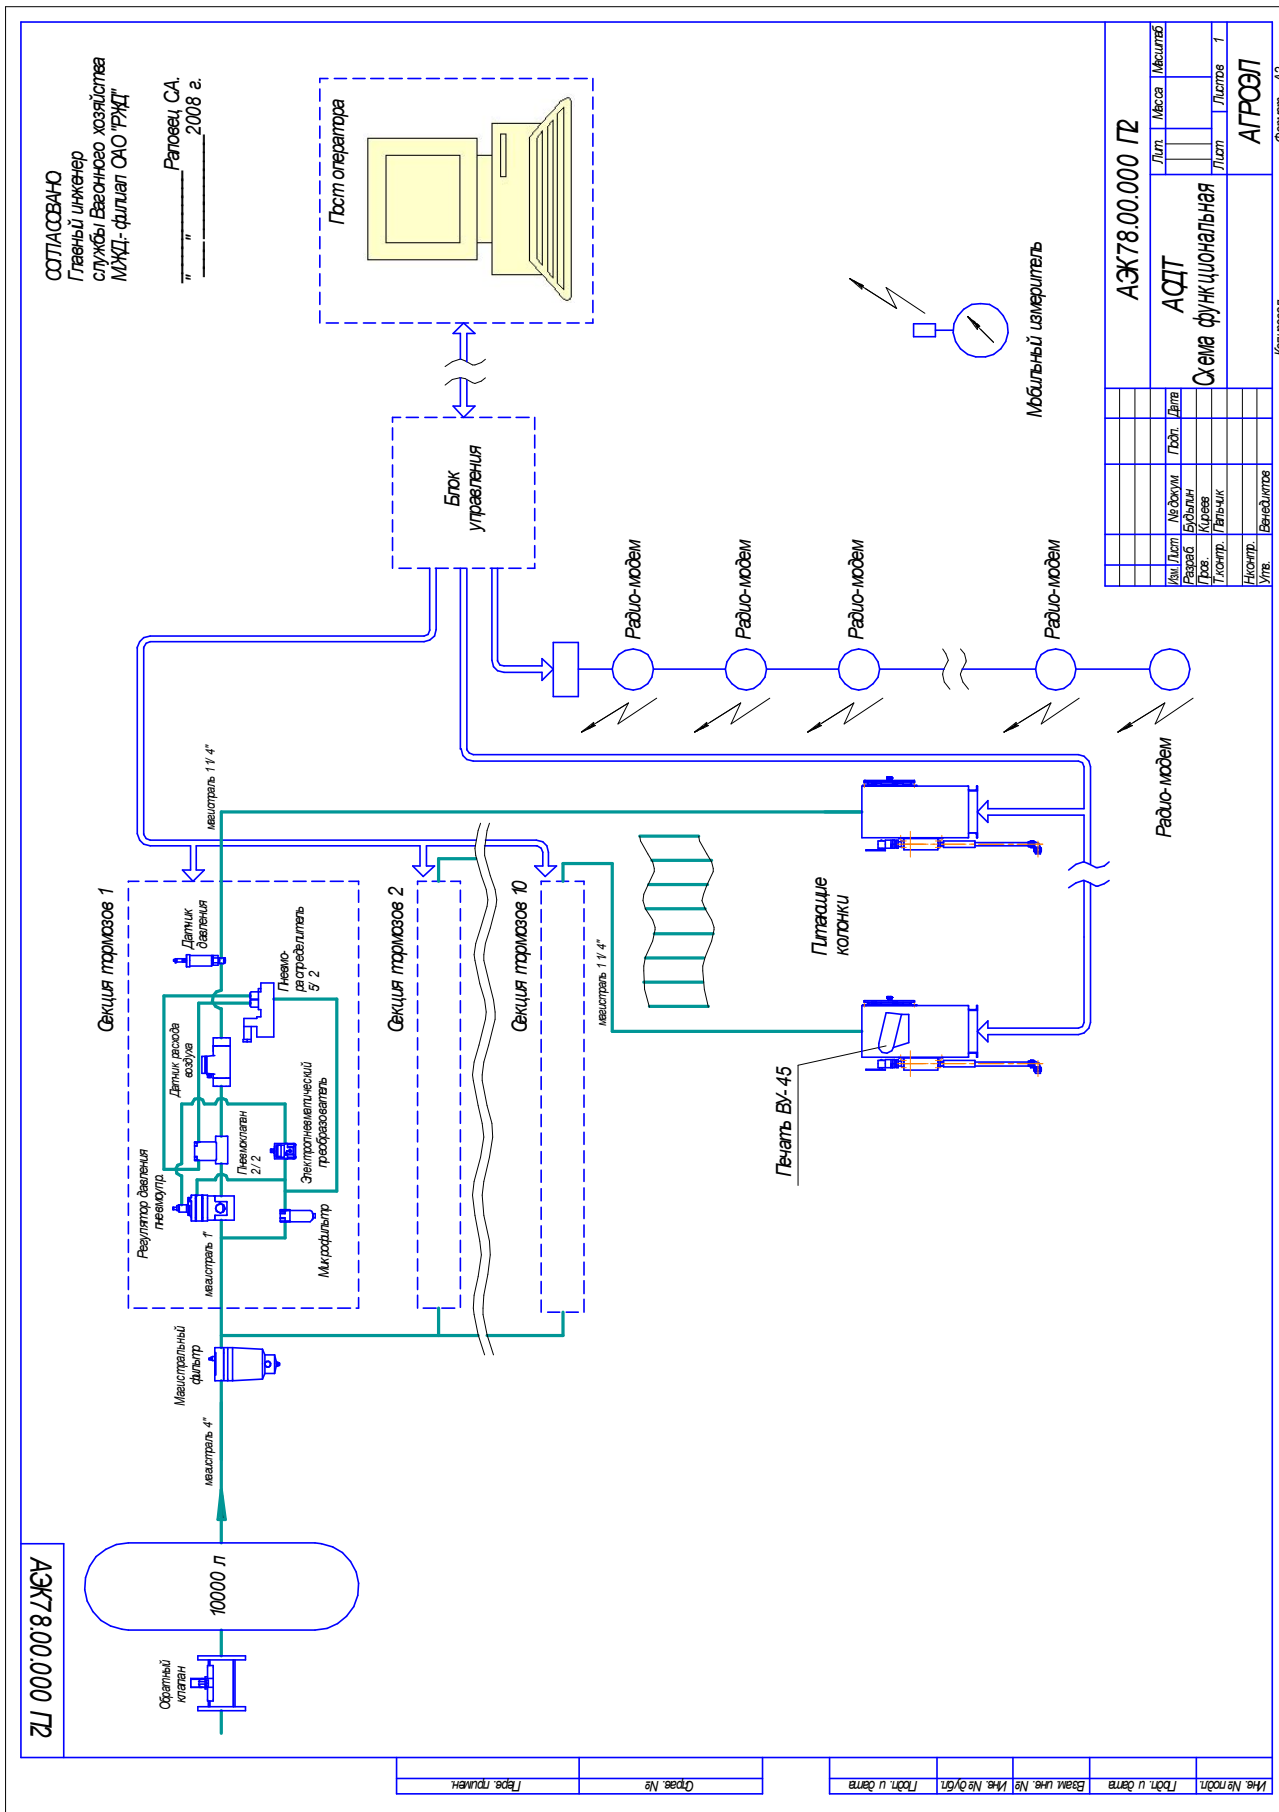 АЭК78.00.000 П2
СОГЛАСОВАНО
Главный инженер
службы Вагонного хозяйства
МЖД - филиал ОАО "РЖД"
Раповец С.А.
" " 2008 г.
Обратный
клапан
10000 л
магистраль 4"
Магистральный
фильтр
Секция тормозов 1
магистраль 1"
Регулятор давления
пневмоупр.
Микрофильтр
Пневмоклапан
2/2
Электропневматический
преобразователь
Датчик расхода
воздуха
Пневмо-
распределитель
5/2
Датчик
давления
магистраль 1 1/4"
Секция тормозов 2
Секция тормозов 10
магистраль 1 1/4"
Пост оператора
Блок
управления
Радио-модем
Радио-модем
Радио-модем
Радио-модем
Радио-модем
Мобильный измеритель
Питающие
колонки
Печать ВУ-45
АЭК78.00.000 П2
АОДТ
Схема функциональная
Лит. Масса Масштаб
Лист Листов 1
АГРОЭЛ
Изм. Лист № докум Подп. Дата
Разраб. Будылин
Пров. Киреев
Т.контр. Пальчик
Н.контр.
Утв. Венедиктов
Копировал
Формат А3
Перв. примен.
Справ. №
Подп. и дата
Инв. № дубл.
Взам. инв. №
Подп. и дата
Инв. № подл.